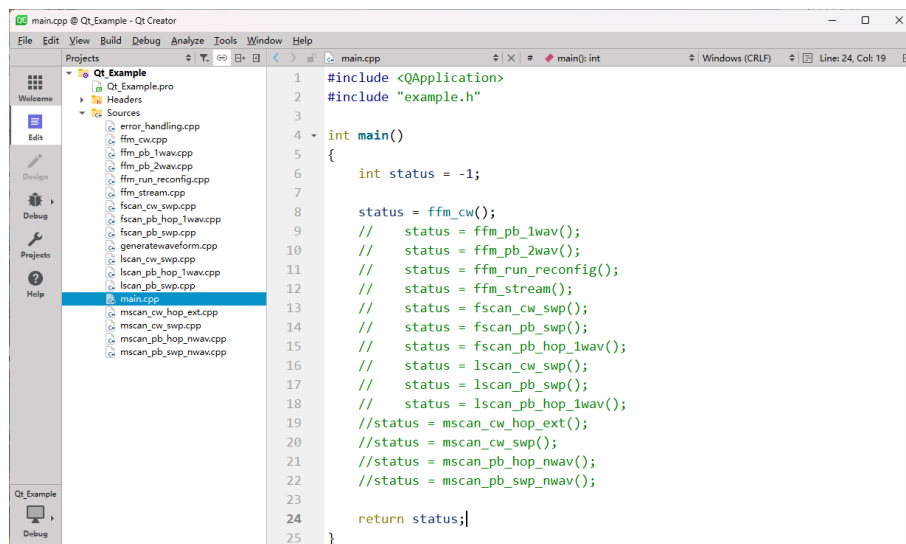 main.cpp @ Qt_Example - Qt Creator
File Edit View Build Debug Analyze Tools Window Help
Projects main.cpp # main(): int Windows (CRLF) Line: 24, Col: 19
Welcome
Edit
Design
Debug
Projects
Help
Qt_Example
Debug
Qt_Example
Qt_Example.pro
Headers
Sources
error_handling.cpp
ffm_cw.cpp
ffm_pb_1wav.cpp
ffm_pb_2wav.cpp
ffm_run_reconfig.cpp
ffm_stream.cpp
fscan_cw_swp.cpp
fscan_pb_hop_1wav.cpp
fscan_pb_swp.cpp
generatewaveform.cpp
lscan_cw_swp.cpp
lscan_pb_hop_1wav.cpp
lscan_pb_swp.cpp
main.cpp
mscan_cw_hop_ext.cpp
mscan_cw_swp.cpp
mscan_pb_hop_nwav.cpp
mscan_pb_swp_nwav.cpp
1 #include <QApplication>
2 #include "example.h"
3
4 int main()
5 {
6 int status = -1;
7
8 status = ffm_cw();
9 // status = ffm_pb_1wav();
10 // status = ffm_pb_2wav();
11 // status = ffm_run_reconfig();
12 // status = ffm_stream();
13 // status = fscan_cw_swp();
14 // status = fscan_pb_swp();
15 // status = fscan_pb_hop_1wav();
16 // status = lscan_cw_swp();
17 // status = lscan_pb_swp();
18 // status = lscan_pb_hop_1wav();
19 //status = mscan_cw_hop_ext();
20 //status = mscan_cw_swp();
21 //status = mscan_pb_hop_nwav();
22 //status = mscan_pb_swp_nwav();
23
24 return status;
25 }